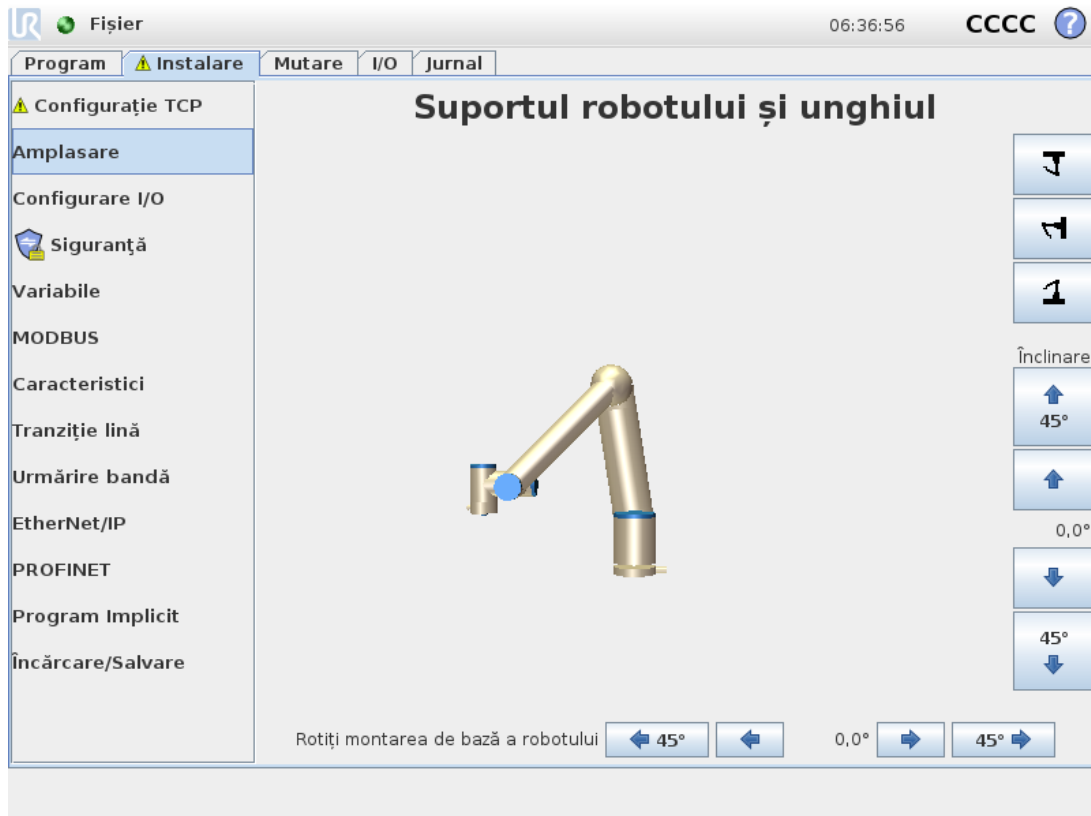 UR Fișier 06:36:56 CCCC ?
Program Instalare Mutare I/O Jurnal
Configurație TCP
Amplasare
Configurare I/O
Siguranță
Variabile
MODBUS
Caracteristici
Tranziție lină
Urmărire bandă
EtherNet/IP
PROFINET
Program Implicit
Încărcare/Salvare
Suportul robotului și unghiul
Înclinare
45°
0,0°
45°
Rotiți montarea de bază a robotului 45° 0,0° 45°